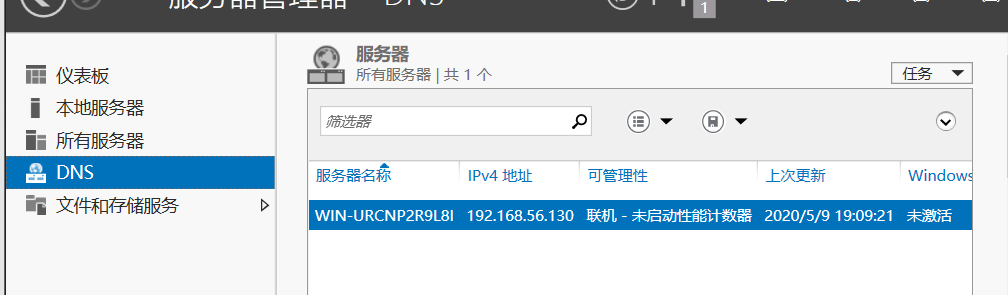 服务器管理器 DNS
1
仪表板
本地服务器
所有服务器
DNS
文件和存储服务
服务器
所有服务器 | 共 1 个
任务
筛选器
服务器名称 IPv4 地址 可管理性 上次更新 Windows
WIN-URCNP2R9L8I 192.168.56.130 联机 - 未启动性能计数器 2020/5/9 19:09:21 未激活